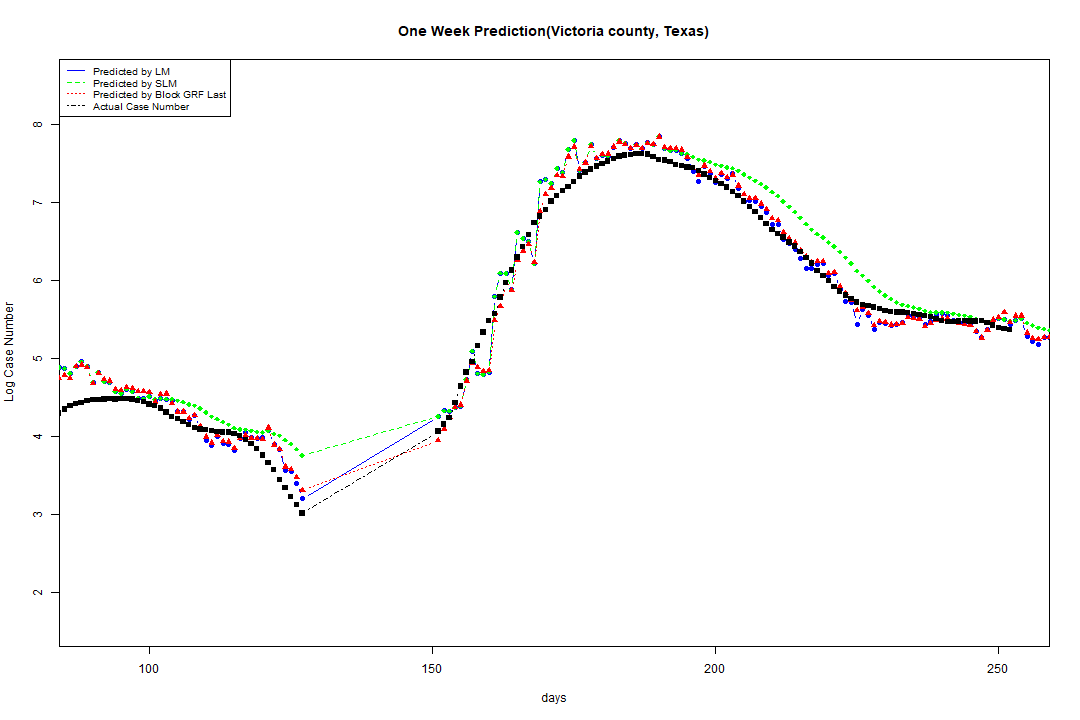 One Week Prediction(Victoria county, Texas)
Predicted by LM
Predicted by SLM
Predicted by Block GRF Last
Actual Case Number
Log Case Number
8
7
6
5
4
3
2
100 150 200 250
days